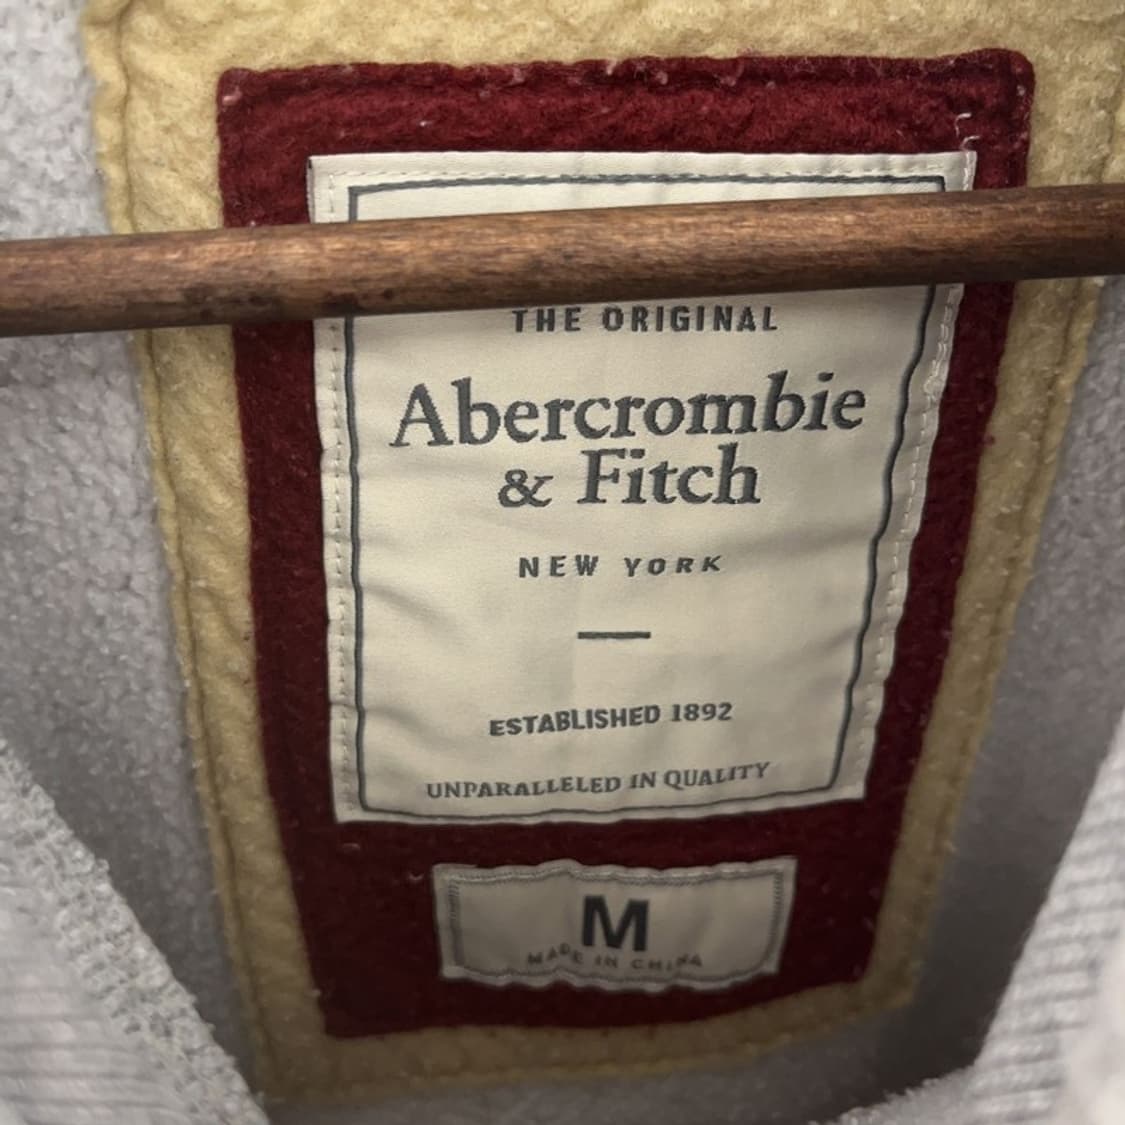 THE ORIGINAL
Abercrombie
& Fitch
NEW YORK
ESTABLISHED 1892
UNPARALLELED IN QUALITY
M
MADE IN CHINA